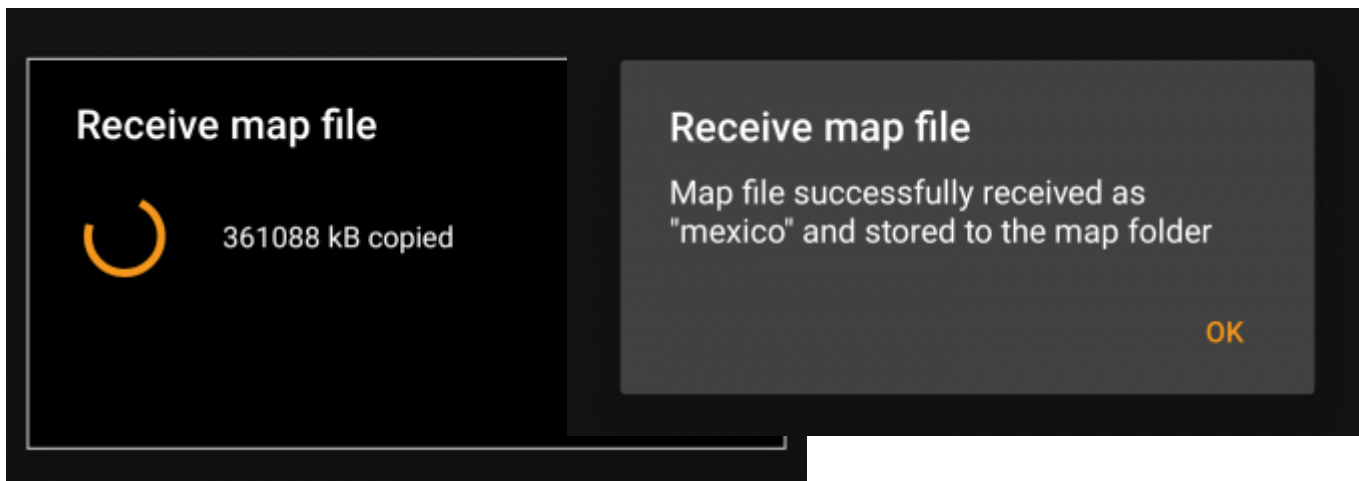 Receive map file
361088 kB copied
Receive map file
Map file successfully received as
"mexico" and stored to the map folder
OK